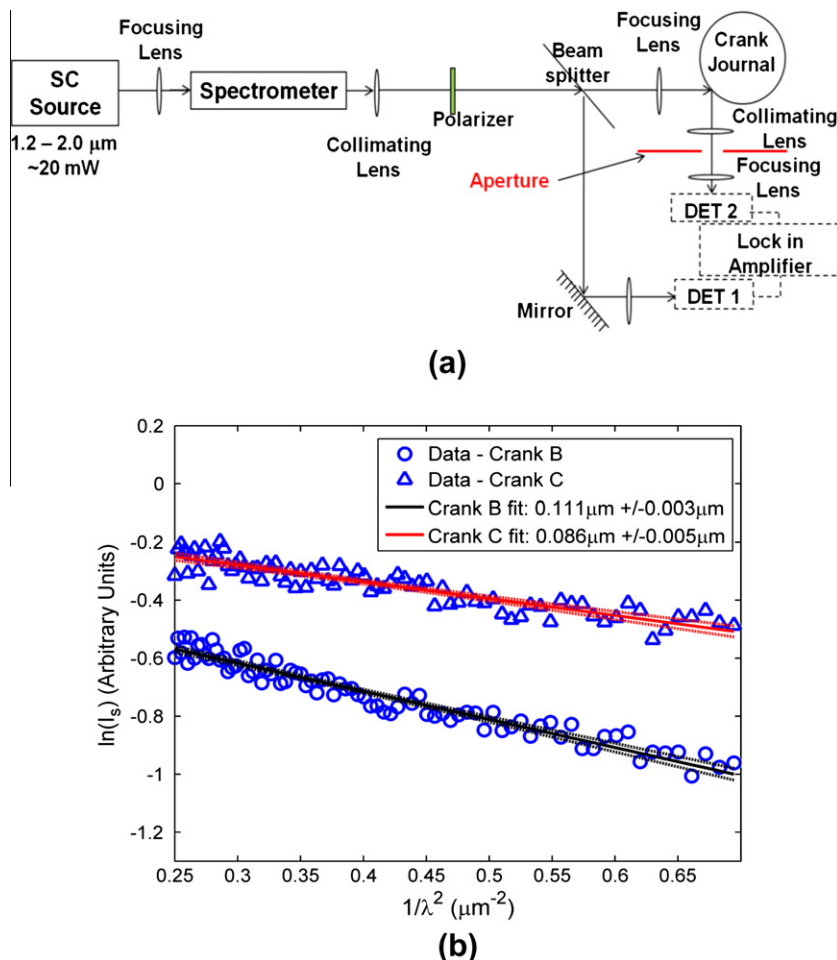 Focusing
Lens
SC
Source
1.2 – 2.0 μm
~20 mW
Spectrometer
Collimating
Lens
Polarizer
Beam
splitter
Focusing
Lens
Crank
Journal
Collimating
Lens
Focusing
Lens
Aperture
DET 2
Lock in
Amplifier
DET 1
Mirror
(a)
0.2
0
-0.2
-0.4
-0.6
-0.8
-1
-1.2
ln(I_s) (Arbitrary Units)
Data - Crank B
Data - Crank C
Crank B fit: 0.111μm +/-0.003μm
Crank C fit: 0.086μm +/-0.005μm
0.25 0.3 0.35 0.4 0.45 0.5 0.55 0.6 0.65
1/λ² (μm⁻²)
(b)